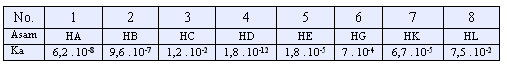 No. 1 2 3 4 5 6 7 8
Asam HA HB HC HD HE HG HK HL
Ka 6,2 .10⁻⁸ 9,6 .10⁻⁷ 1,2 .10⁻² 1,8 .10⁻¹² 1,8 .10⁻⁵ 7 .10⁻⁴ 6,7 .10⁻⁵ 7,5 .10⁻²